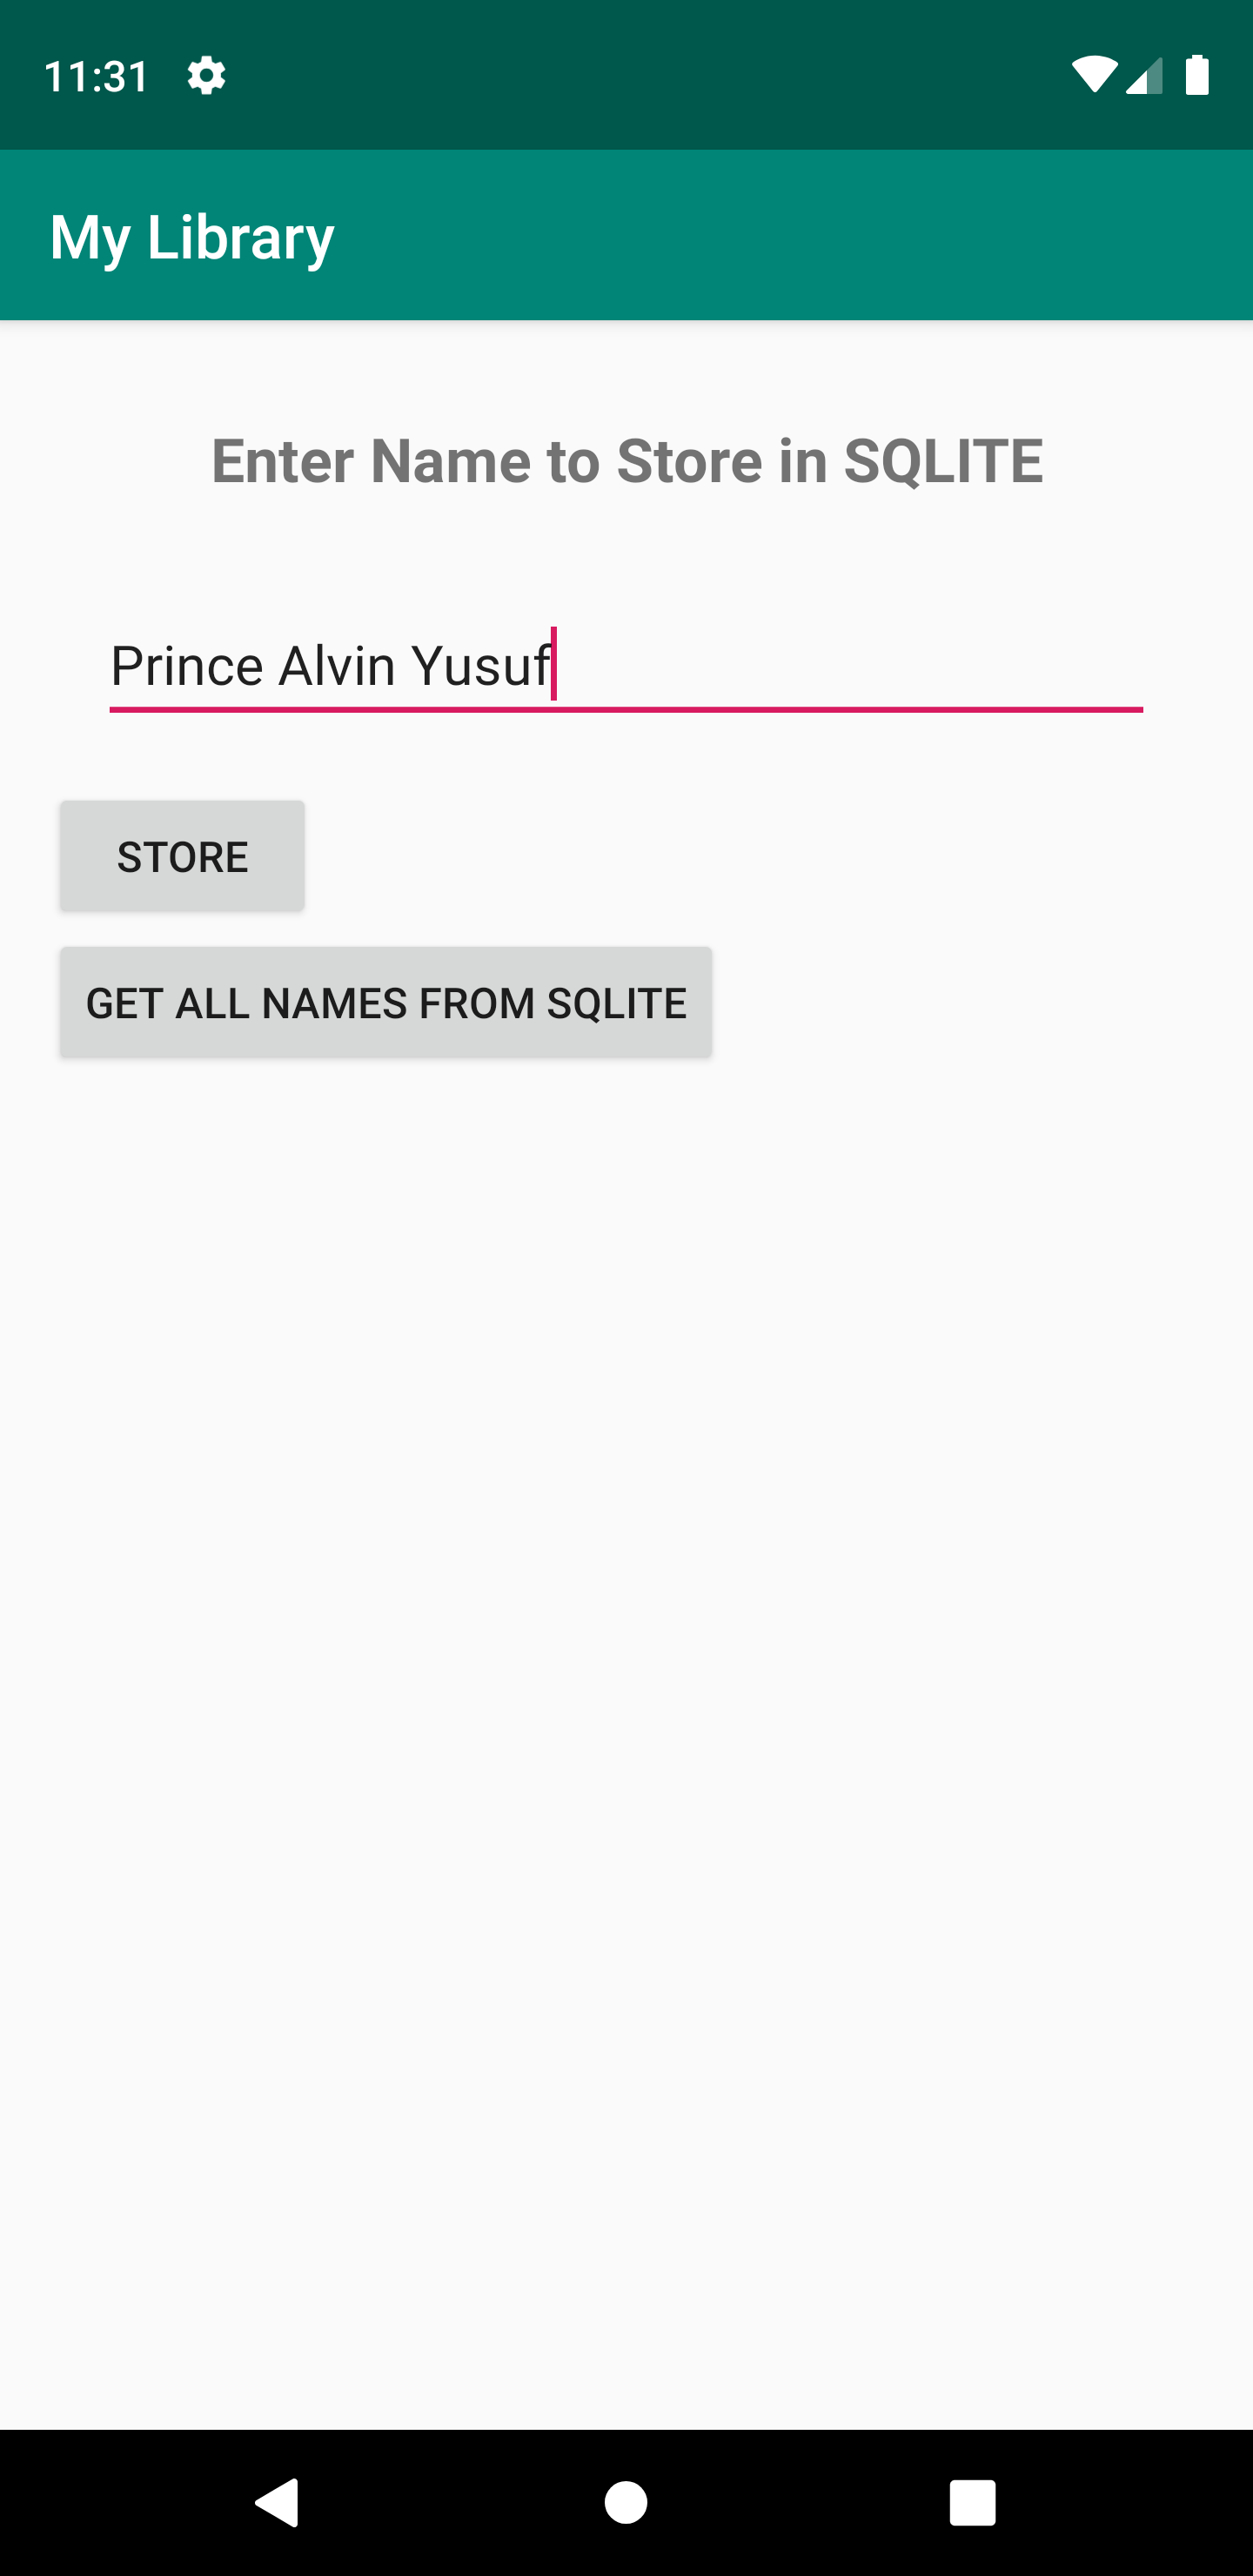 11:31
My Library
Enter Name to Store in SQLITE
Prince Alvin Yusuf
STORE
GET ALL NAMES FROM SQLITE